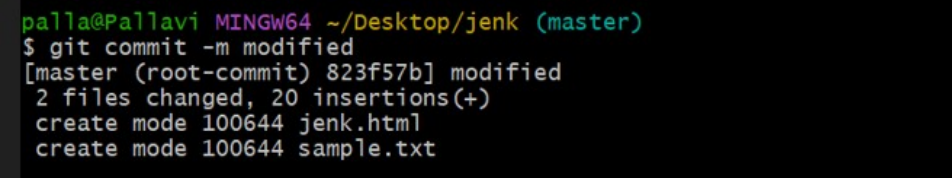 palla@Pallavi MINGW64 ~/Desktop/jenk (master)
$ git commit -m modified
[master (root-commit) 823f57b] modified
 2 files changed, 20 insertions(+)
 create mode 100644 jenk.html
 create mode 100644 sample.txt